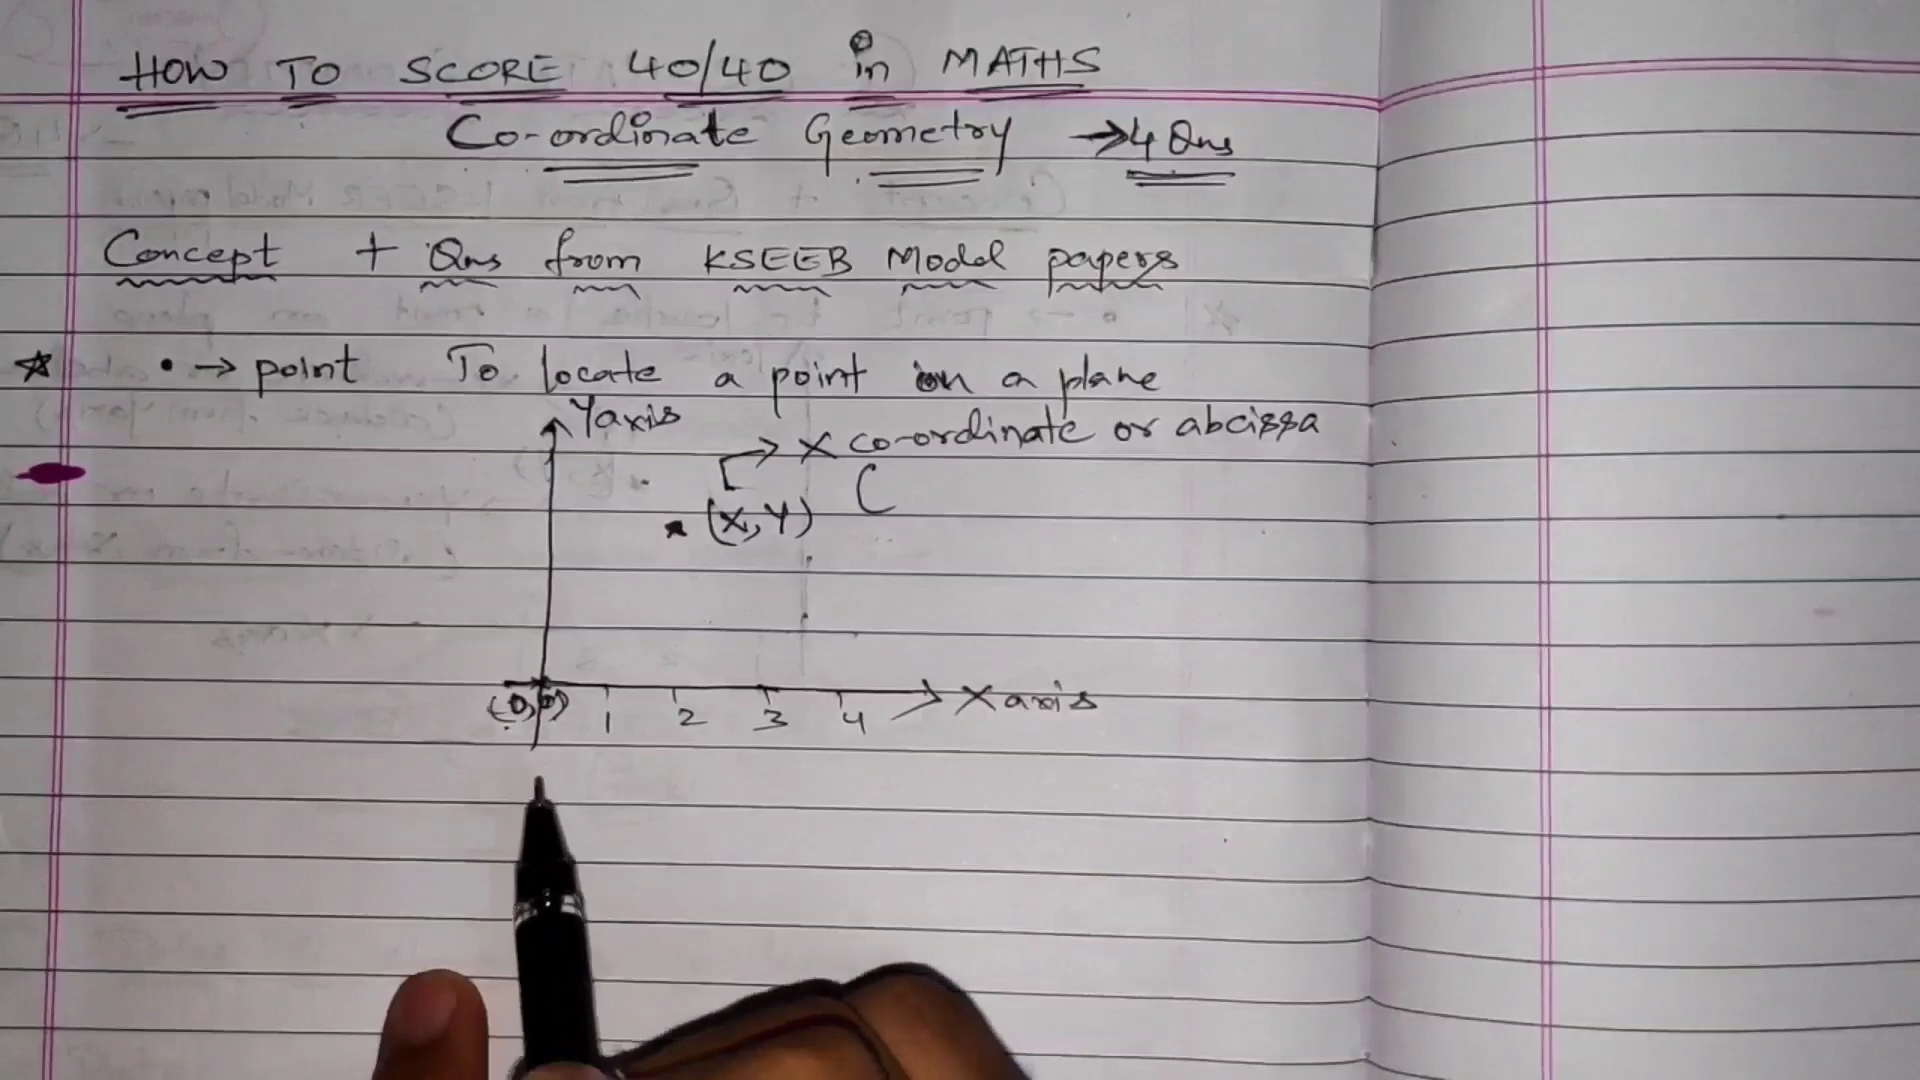 HOW TO SCORE 40/40 in MATHS
Co-ordinate Geometry → 4 Qns
Concept + Qns from KSEEB Model papers
☆ • → point To locate a point on a plane
Yaxis
→ X co-ordinate or abcissa
(X, Y) (
(0,0) 1 2 3 4 X axis